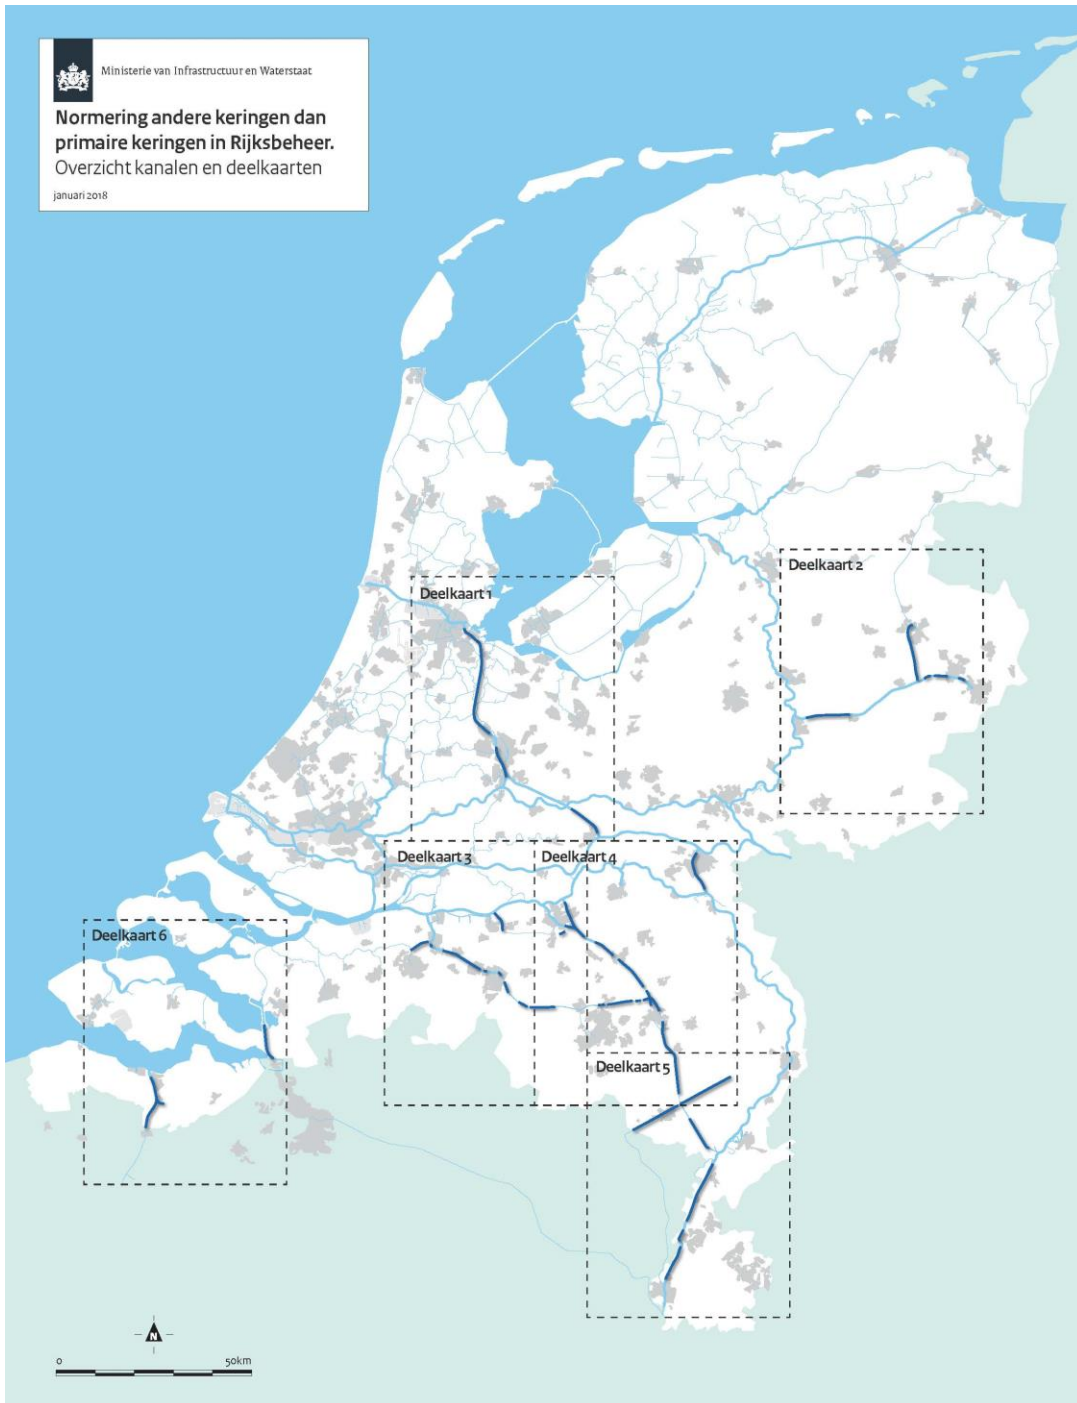 Ministerie van Infrastructuur en Waterstaat
Normering andere keringen dan
primaire keringen in Rijksbeheer.
Overzicht kanalen en deelkaarten
januari 2018
Deelkaart 2
Deelkaart 1
Deelkaart 3
Deelkaart 4
Deelkaart 6
Deelkaart 5
N
0
50km